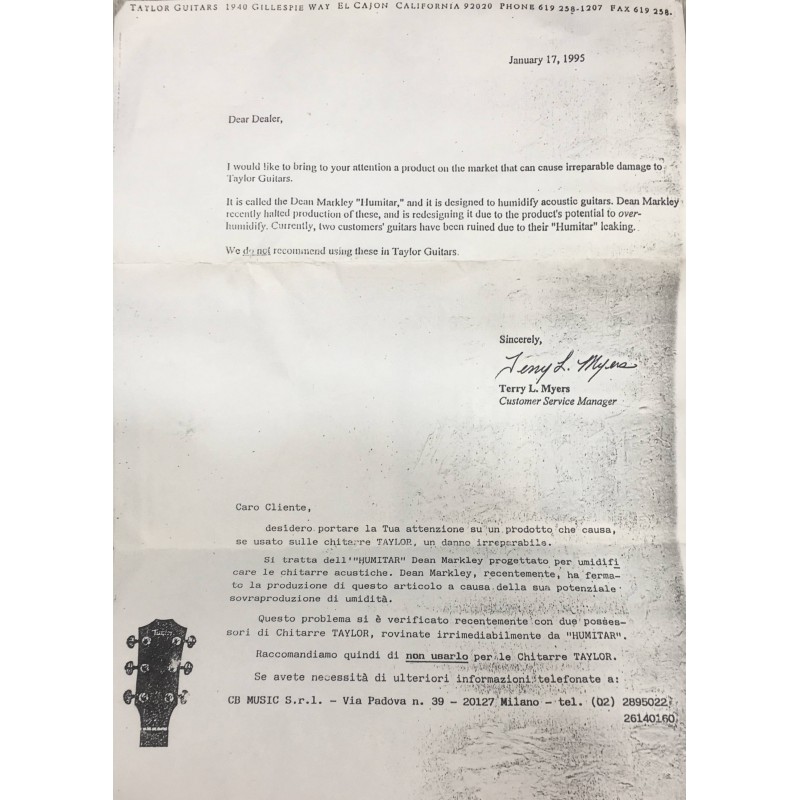 TAYLOR GUITARS 1940 GILLESPIE WAY EL CAJON CALIFORNIA 92020 PHONE 619 258-1207 FAX 619 258.
January 17, 1995
Dear Dealer,
I would like to bring to your attention a product on the market that can cause irreparable damage to
Taylor Guitars.
It is called the Dean Markley "Humitar," and it is designed to humidify acoustic guitars. Dean Markley
recently halted production of these, and is redesigning it due to the product's potential to over-
humidify. Currently, two customers' guitars have been ruined due to their "Humitar" leaking.
We do not recommend using these in Taylor Guitars.
Sincerely,
Terry L. Myers
Terry L. Myers
Customer Service Manager
Caro Cliente,
desidero portare la Tua attenzione su un prodotto che causa,
se usato sulle chitarre TAYLOR, un danno irreparabile.
Si tratta dell'"HUMITAR" Dean Markley progettato per umidifi
care le chitarre acustiche. Dean Markley, recentemente, ha ferma-
to la produzione di questo articolo a causa della sua potenziale
sovraproduzione di umidità.
Questo problema si è verificato recentemente con due posses-
sori di Chitarre TAYLOR, rovinate irrimediabilmente da "HUMITAR".
Raccomandiamo quindi di non usarlo per le Chitarre TAYLOR.
Se avete necessità di ulteriori informazioni telefonate a:
CB MUSIC S.r.l. - Via Padova n. 39 - 20127 Milano - tel. (02) 2895022
26140160
Taylor